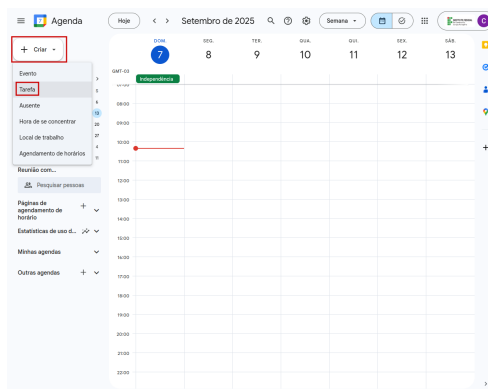 Agenda
Hoje
Setembro de 2025
Semana
Criar
Evento
Tarefa
Ausente
Hora de se concentrar
Local de trabalho
Agendamento de horários
Reunião com...
Pesquisar pessoas
Páginas de
agendamento de
horário
Estatísticas de uso d...
Minhas agendas
Outras agendas
DOM. SEG. TER. QUA. QUI. SEX. SÁB.
7 8 9 10 11 12 13
GMT-03
Independência
08:00
09:00
10:00
11:00
12:00
13:00
14:00
15:00
16:00
17:00
18:00
19:00
20:00
21:00
22:00